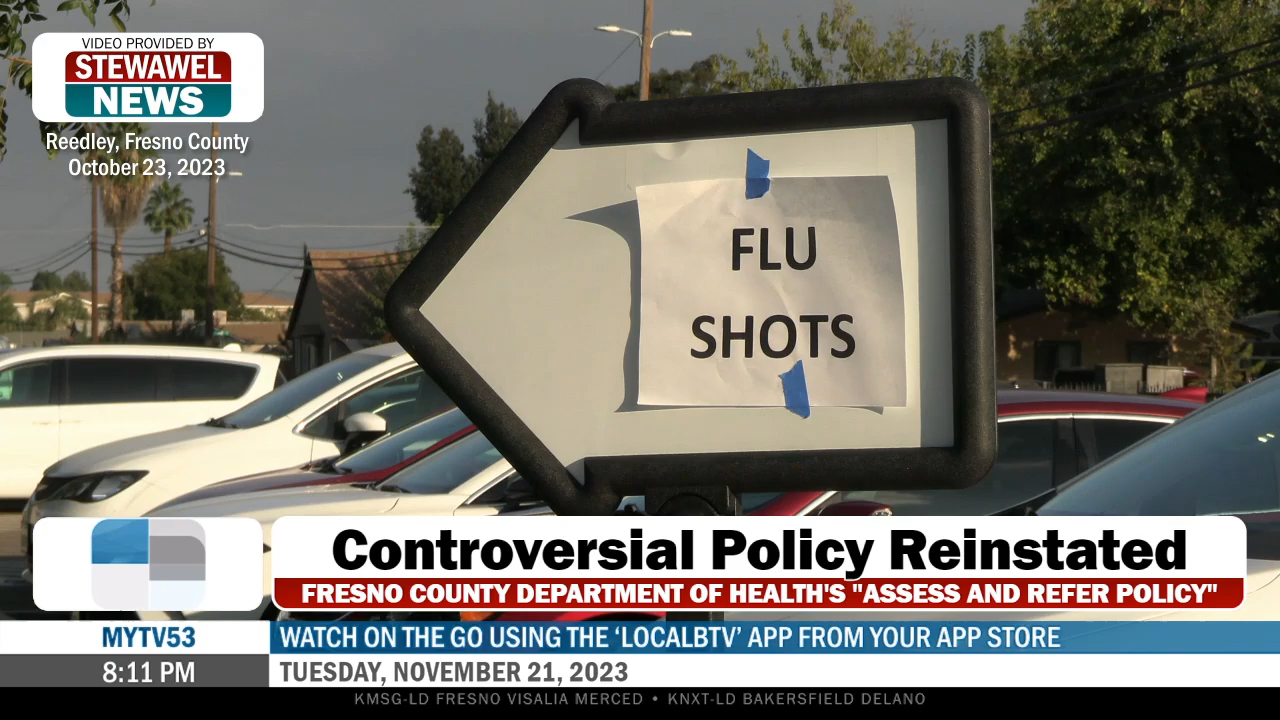 VIDEO PROVIDED BY
STEWAWEL
NEWS
Reedley, Fresno County
October 23, 2023
FLU
SHOTS
Controversial Policy Reinstated
FRESNO COUNTY DEPARTMENT OF HEALTH'S "ASSESS AND REFER POLICY"
MYTV53
WATCH ON THE GO USING THE ‘LOCALBTV’ APP FROM YOUR APP STORE
8:11 PM
TUESDAY, NOVEMBER 21, 2023
KMSG-LD FRESNO VISALIA MERCED • KNXT-LD BAKERSFIELD DELANO